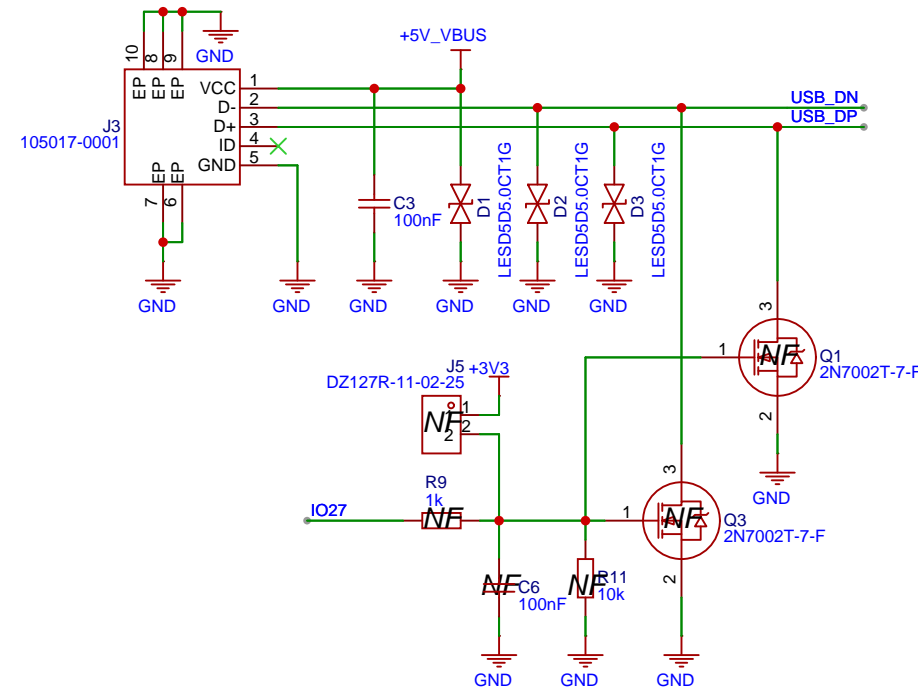 10
8
9
EP
EP
EP
GND
+5V_VBUS
VCC
1
D-
2
D+
3
ID
4
GND
5
J3
105017-0001
EP
EP
7
6
USB_DN
USB_DP
C3
100nF
D1
LESD5D5.0CT1G
D2
LESD5D5.0CT1G
D3
LESD5D5.0CT1G
GND
GND
GND
GND
GND
GND
3
1
NF
Q1
2N7002T-7-F
2
GND
J5
+3V3
DZ127R-11-02-25
NF
1
1
2
2
R9
1k
IO27
NF
3
1
NF
Q3
2N7002T-7-F
2
NF
C6
100nF
NF
R11
10k
GND
GND
GND